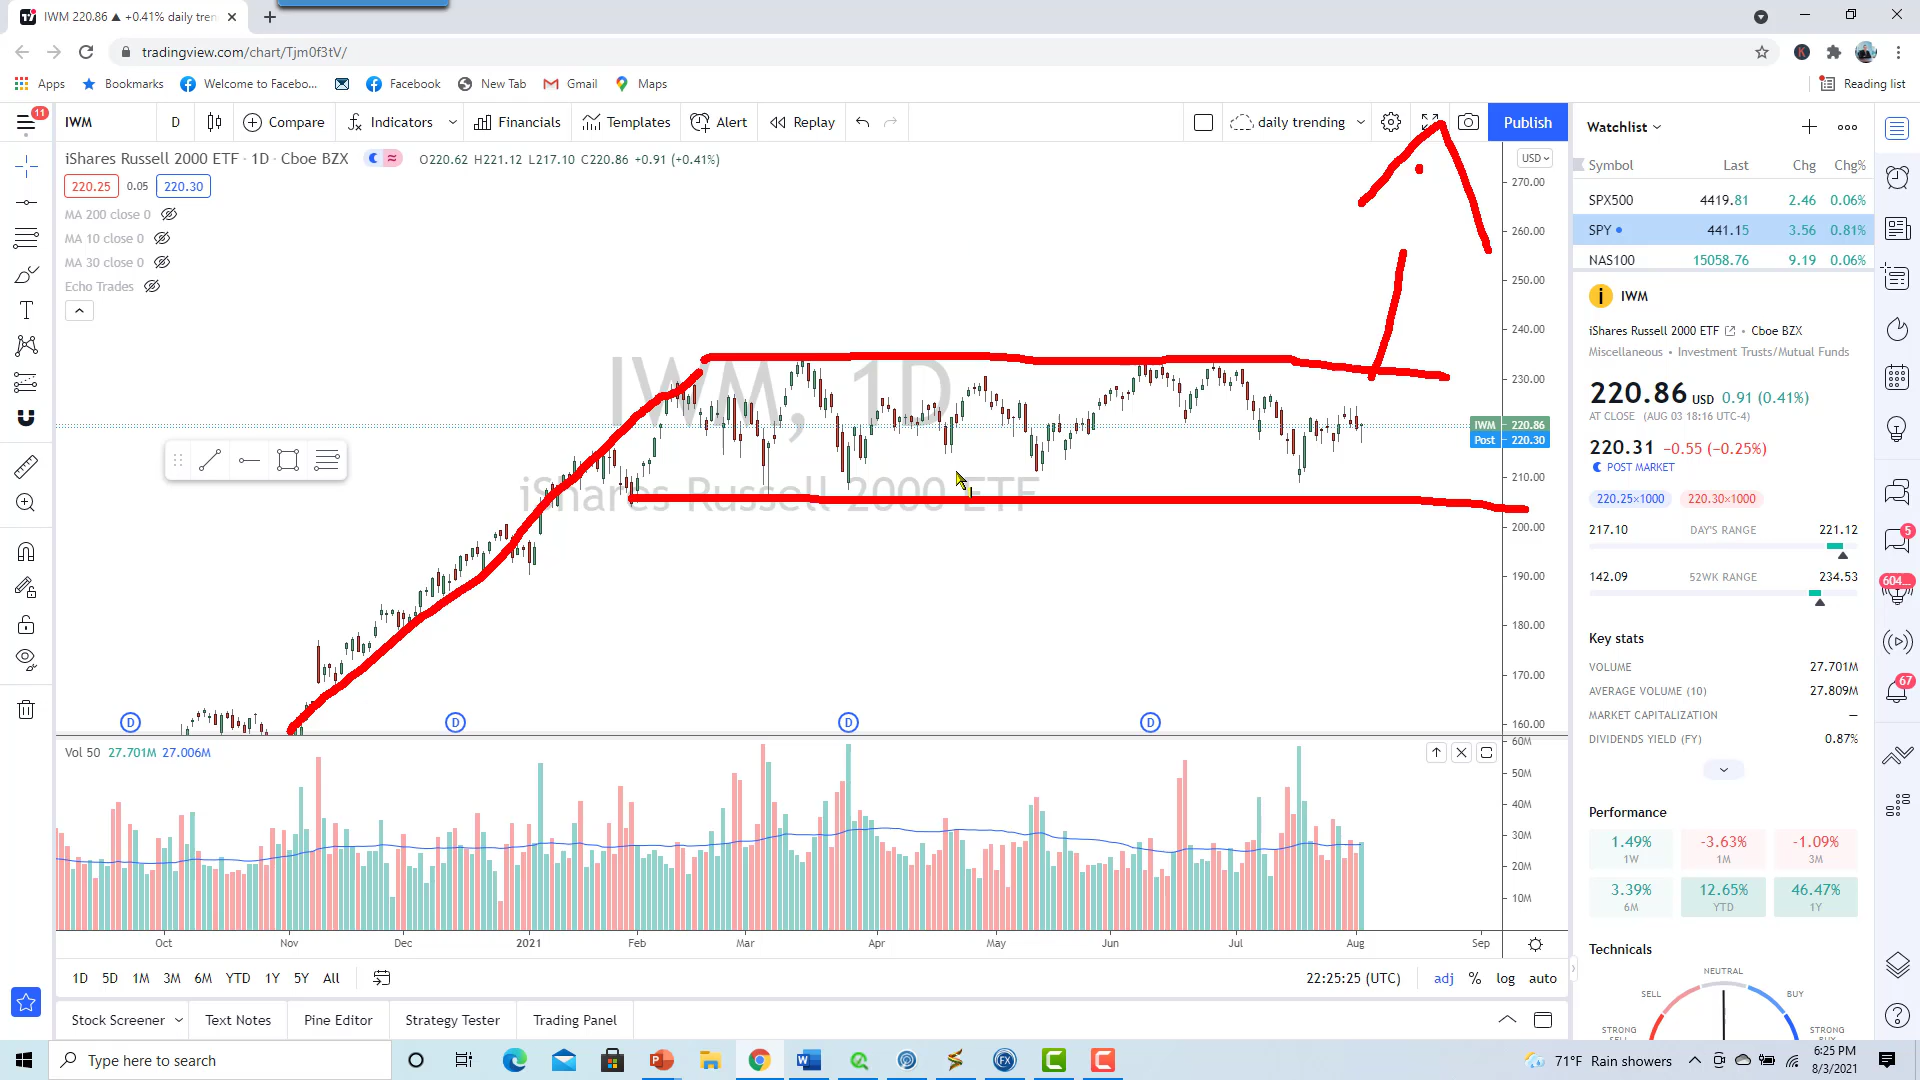 IWM 220.86 ▲ +0.41% daily tren
tradingview.com/chart/Tjm0f3tV/
Apps Bookmarks Welcome to Facebo... Facebook New Tab Gmail Maps Reading list
11
IWM D Compare Indicators Financials Templates Alert Replay daily trending Publish
iShares Russell 2000 ETF · 1D · Cboe BZX O220.62 H221.12 L217.10 C220.86 +0.91 (+0.41%)
220.25 0.05 220.30
MA 200 close 0
MA 10 close 0
MA 30 close 0
Echo Trades
IWM, 1D
iShares Russell 2000 ETF
USD
270.00
260.00
250.00
240.00
230.00
IWM 220.86
Post 220.30
210.00
200.00
190.00
180.00
170.00
160.00
D D D D
Vol 50 27.701M 27.006M
60M
50M
40M
30M
20M
10M
Oct Nov Dec 2021 Feb Mar Apr May Jun Jul Aug Sep
1D 5D 1M 3M 6M YTD 1Y 5Y All 22:25:25 (UTC) adj % log auto
Stock Screener Text Notes Pine Editor Strategy Tester Trading Panel
Watchlist
Symbol Last Chg Chg%
SPX500 4419.81 2.46 0.06%
SPY 441.15 3.56 0.81%
NAS100 15058.76 9.19 0.06%
IWM
iShares Russell 2000 ETF • Cboe BZX
Miscellaneous • Investment Trusts/Mutual Funds
220.86 USD 0.91 (0.41%)
AT CLOSE (AUG 03 18:16 UTC-4)
220.31 −0.55 (−0.25%)
POST MARKET
220.25×1000 220.30×1000
217.10 DAY'S RANGE 221.12
142.09 52WK RANGE 234.53
Key stats
VOLUME 27.701M
AVERAGE VOLUME (10) 27.809M
MARKET CAPITALIZATION —
DIVIDENDS YIELD (FY) 0.87%
Performance
1.49% -3.63% -1.09%
1W 1M 3M
3.39% 12.65% 46.47%
6M YTD 1Y
Technicals
NEUTRAL
SELL BUY
STRONG SELL STRONG BUY
5
604...
67
Type here to search
71°F Rain showers
6:25 PM
8/3/2021